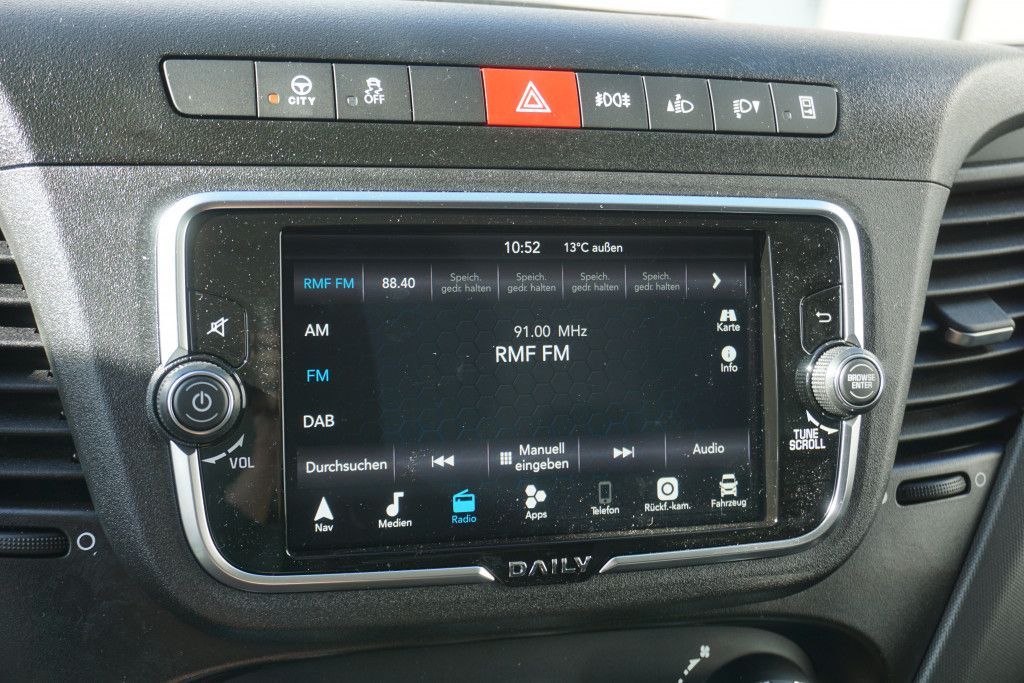 CITY
OFF
10:52 13°C außen
RMF FM 88.40 Speich. gedr. halten Speich. gedr. halten Speich. gedr. halten Speich. gedr. halten
AM
91.00 MHz
RMF FM
Karte
Info
FM
DAB
Durchsuchen
Manuell
eingeben
Audio
Nav
Medien
Radio
Apps
Telefon
Rückf.-kam.
Fahrzeug
VOL
BROWSE
ENTER
TUNE
SCROLL
DAILY